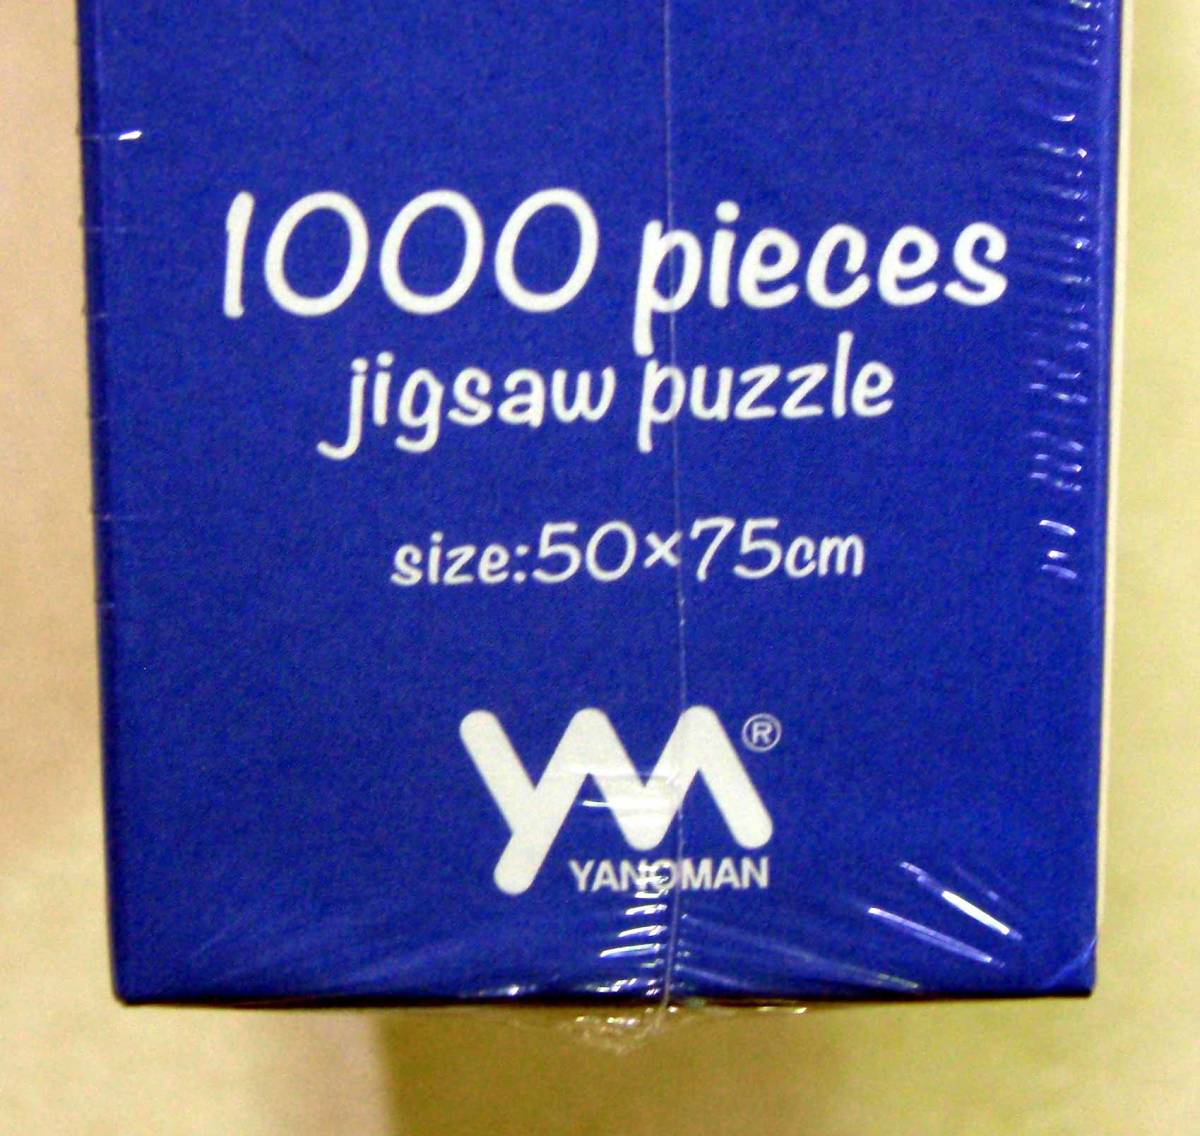 1000 pieces
jigsaw puzzle
size:50×75cm
YM®
YANOMAN